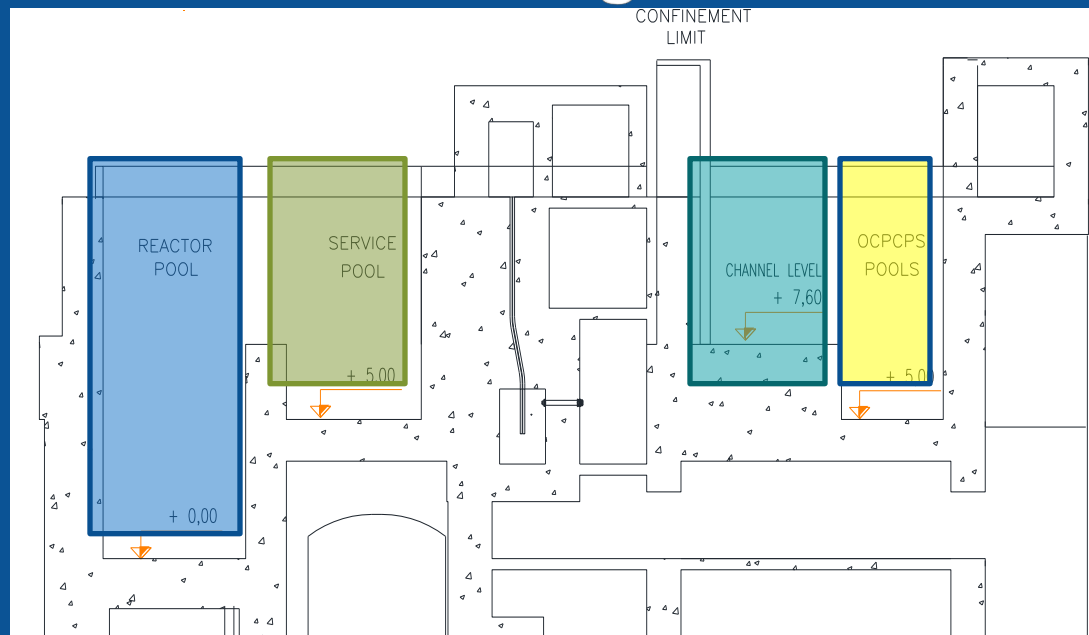 CONFINEMENT
LIMIT
REACTOR
POOL
SERVICE
POOL
CHANNEL LEVEL
+ 7,60
OCPCPS
POOLS
+ 5.00
+ 5.00
+ 0,00